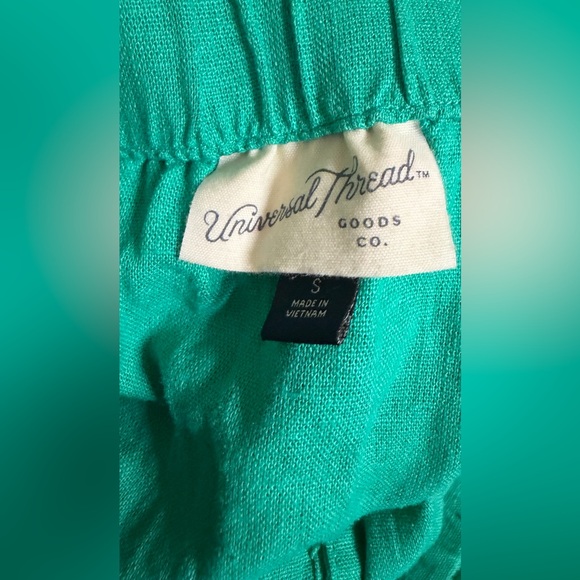 Universal Thread™
GOODS
CO.
S
MADE IN
VIETNAM